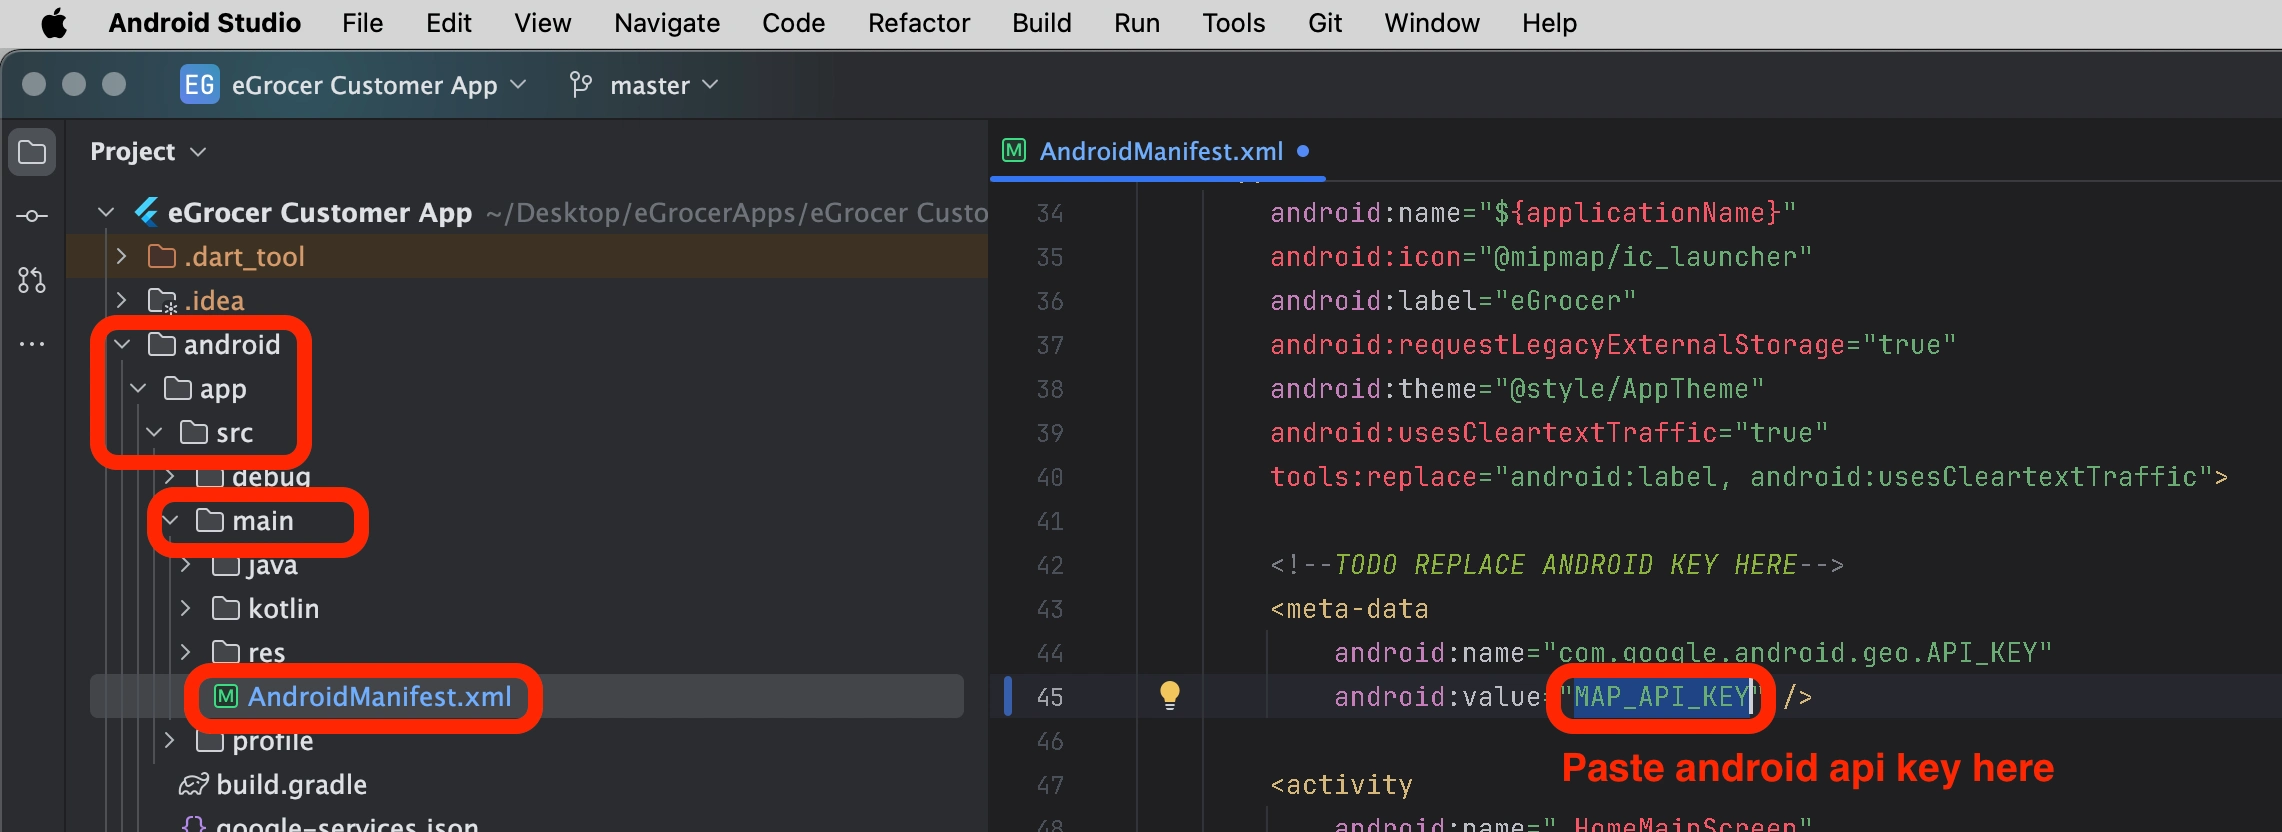 Android Studio File Edit View Navigate Code Refactor Build Run Tools Git Window Help
EG eGrocer Customer App master
Project
eGrocer Customer App ~/Desktop/eGrocerApps/eGrocer Custo
.dart_tool
.idea
android
app
src
debug
main
java
kotlin
res
M AndroidManifest.xml
profile
build.gradle
google-services.json
M AndroidManifest.xml
34 android:name="${applicationName}"
35 android:icon="@mipmap/ic_launcher"
36 android:label="eGrocer"
37 android:requestLegacyExternalStorage="true"
38 android:theme="@style/AppTheme"
39 android:usesCleartextTraffic="true"
40 tools:replace="android:label, android:usesCleartextTraffic">
41
42 <!--TODO REPLACE ANDROID KEY HERE-->
43 <meta-data
44 android:name="com.google.android.geo.API_KEY"
45 android:value="MAP_API_KEY" />
46
Paste android api key here
47 <activity
48 android:name=".HomeMainScreen"